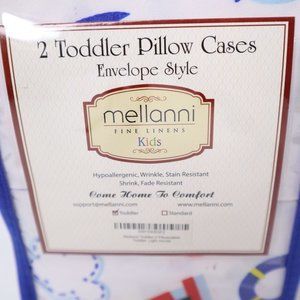 2 Toddler Pillow Cases
Envelope Style
mellanni
FINE LINENS
Kids
Hypoallergenic, Wrinkle, Stain Resistant
Shrink, Fade Resistant
Come Home To Comfort
support@mellanni.com www.mellanni.com
Toddler Standard